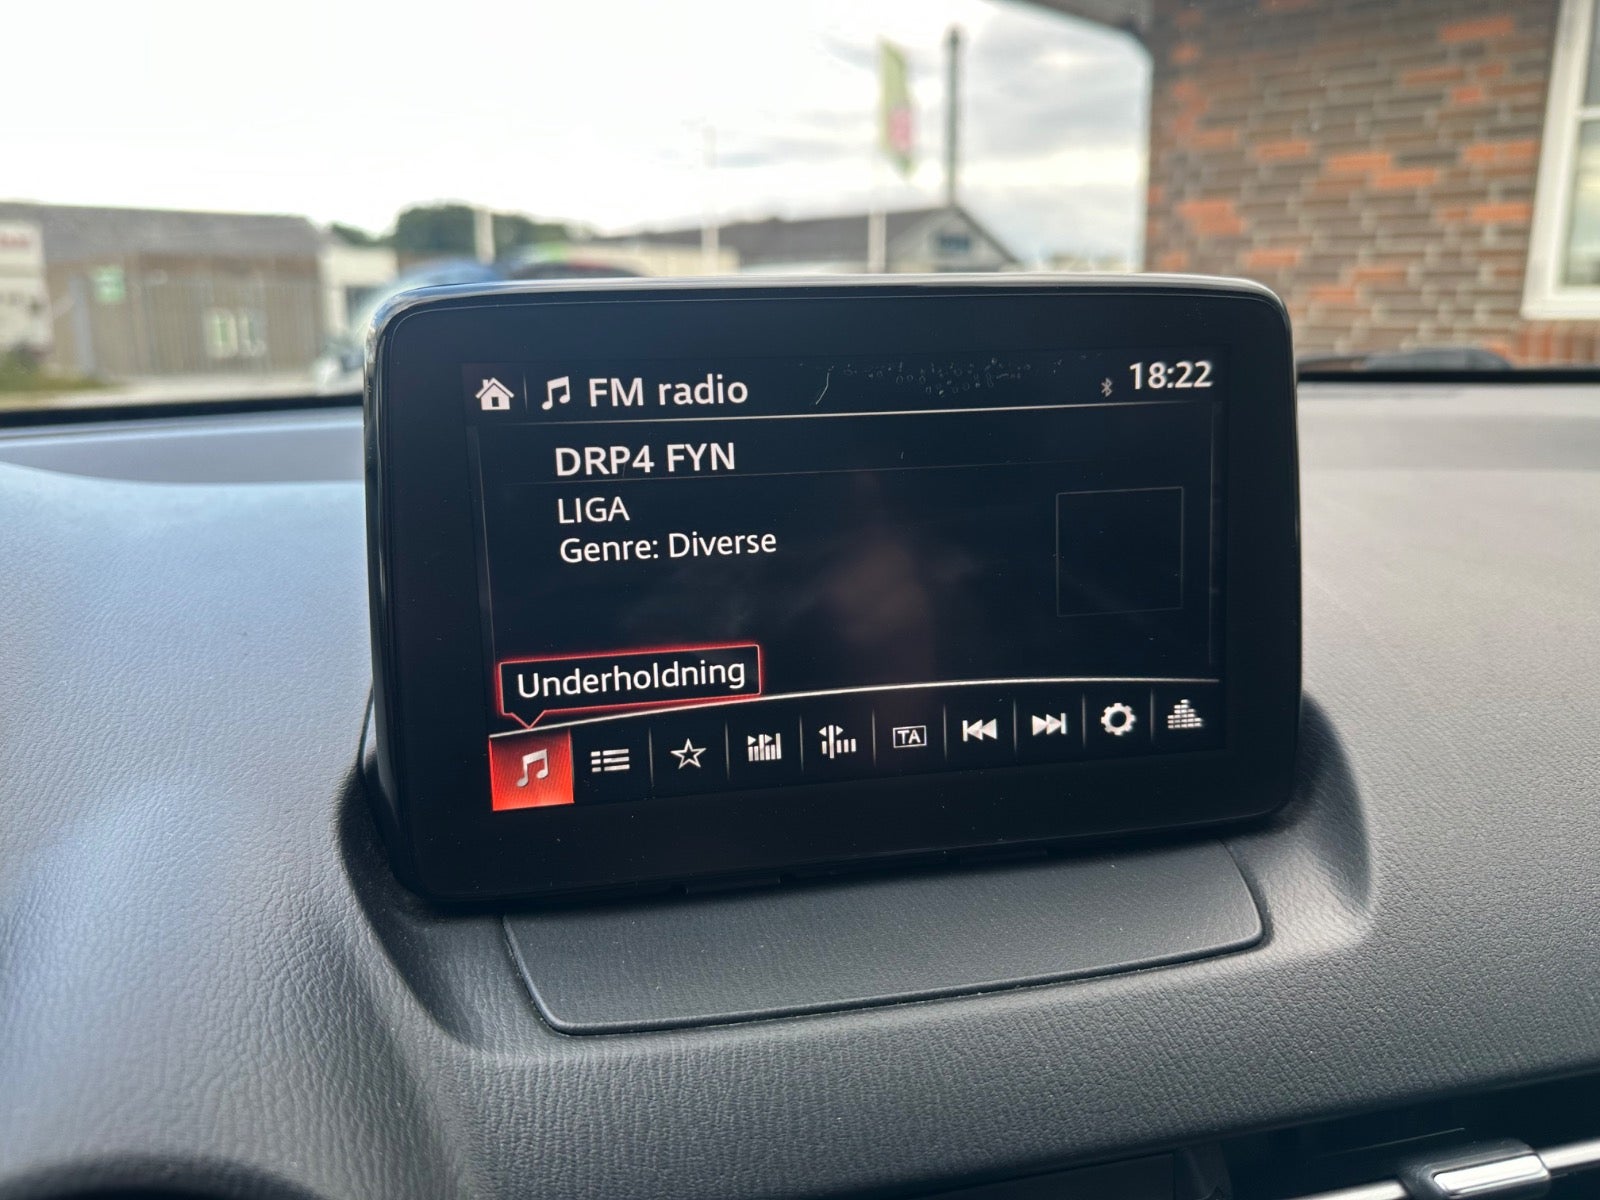 FM radio
18:22
DRP4 FYN
LIGA
Genre: Diverse
Underholdning
TA